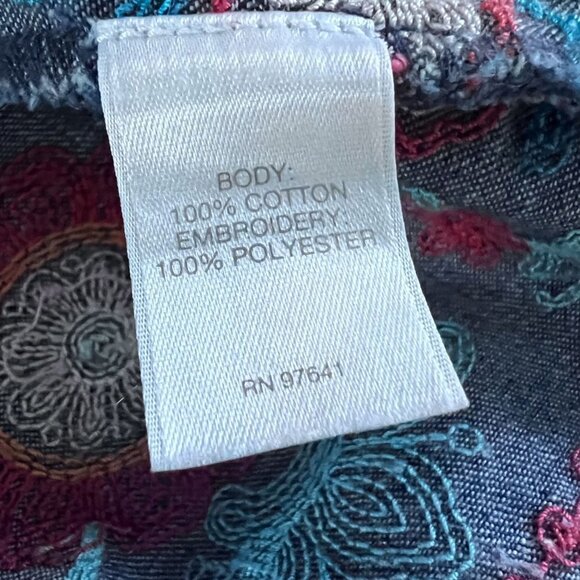 BODY:
100% COTTON
EMBROIDERY:
100% POLYESTER
RN 97641